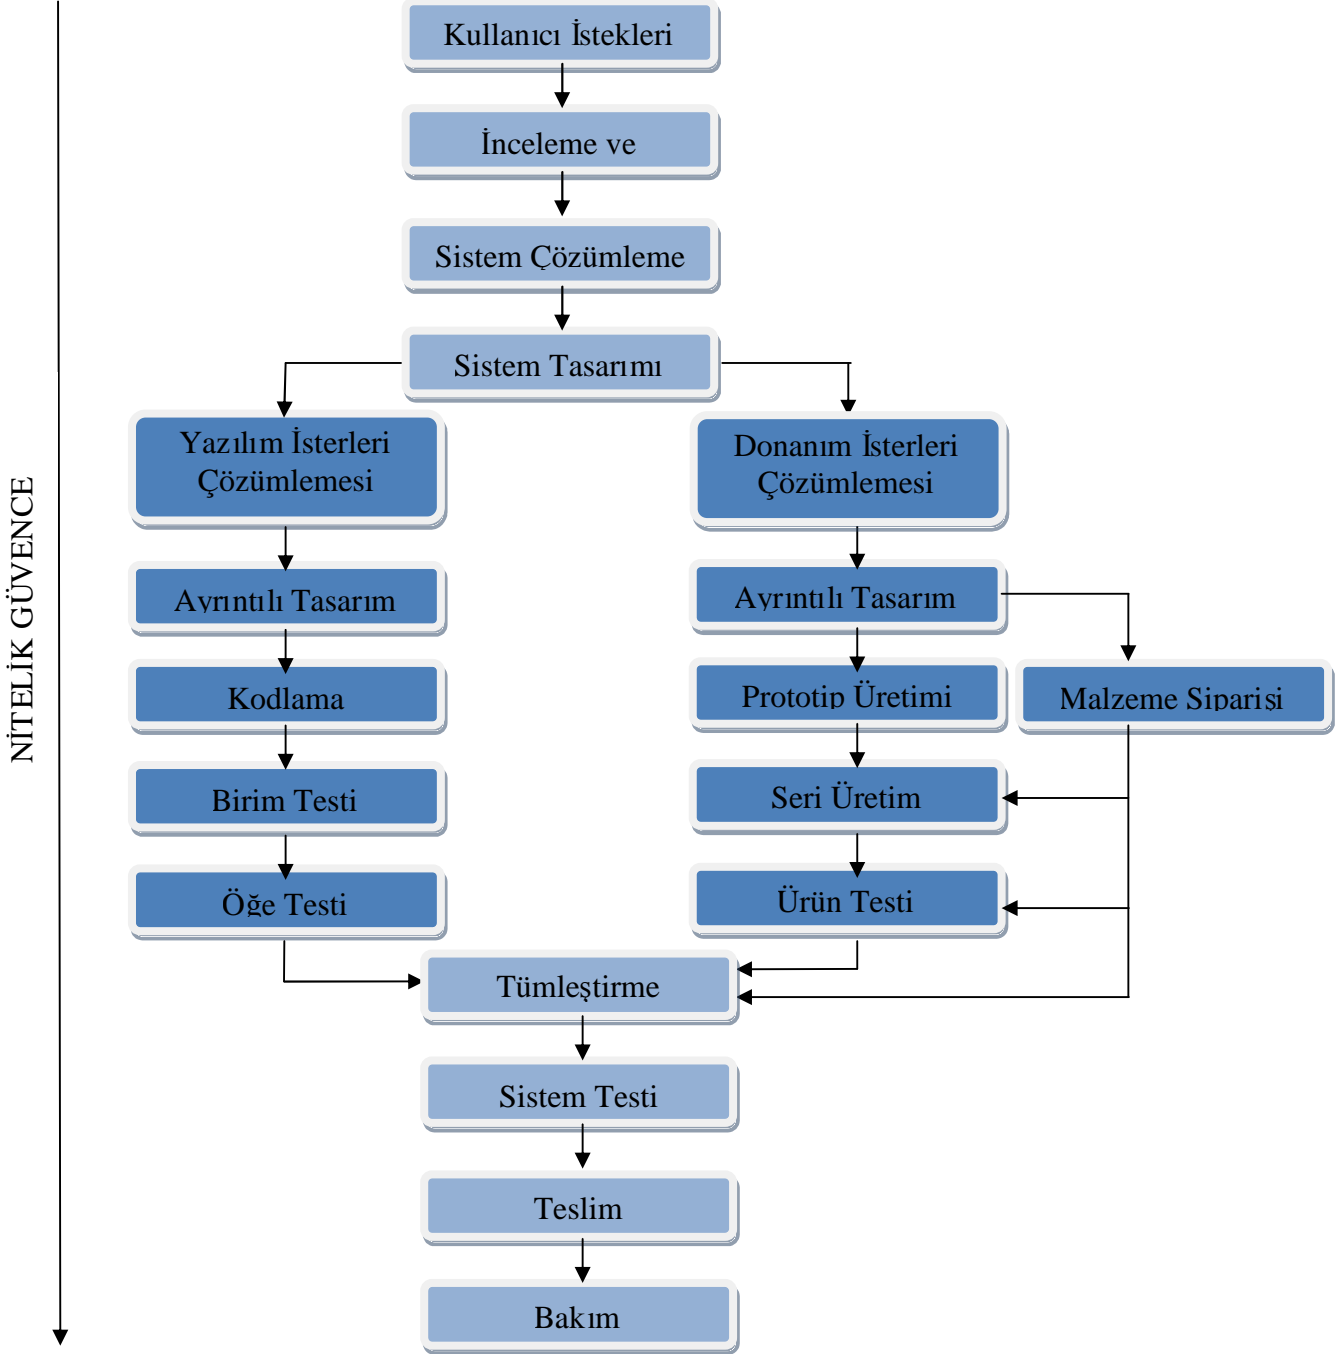 Kullanıcı İstekleri
İnceleme ve
Sistem Çözümleme
Sistem Tasarımı
Yazılım İsterleri
Çözümlemesi
Donanım İsterleri
Çözümlemesi
Ayrıntılı Tasarım
Ayrıntılı Tasarım
Kodlama
Prototip Üretimi
Malzeme Siparişi
Birim Testi
Seri Üretim
Öğe Testi
Ürün Testi
Tümleştirme
Sistem Testi
Teslim
Bakım
NİTELİK GÜVENCE